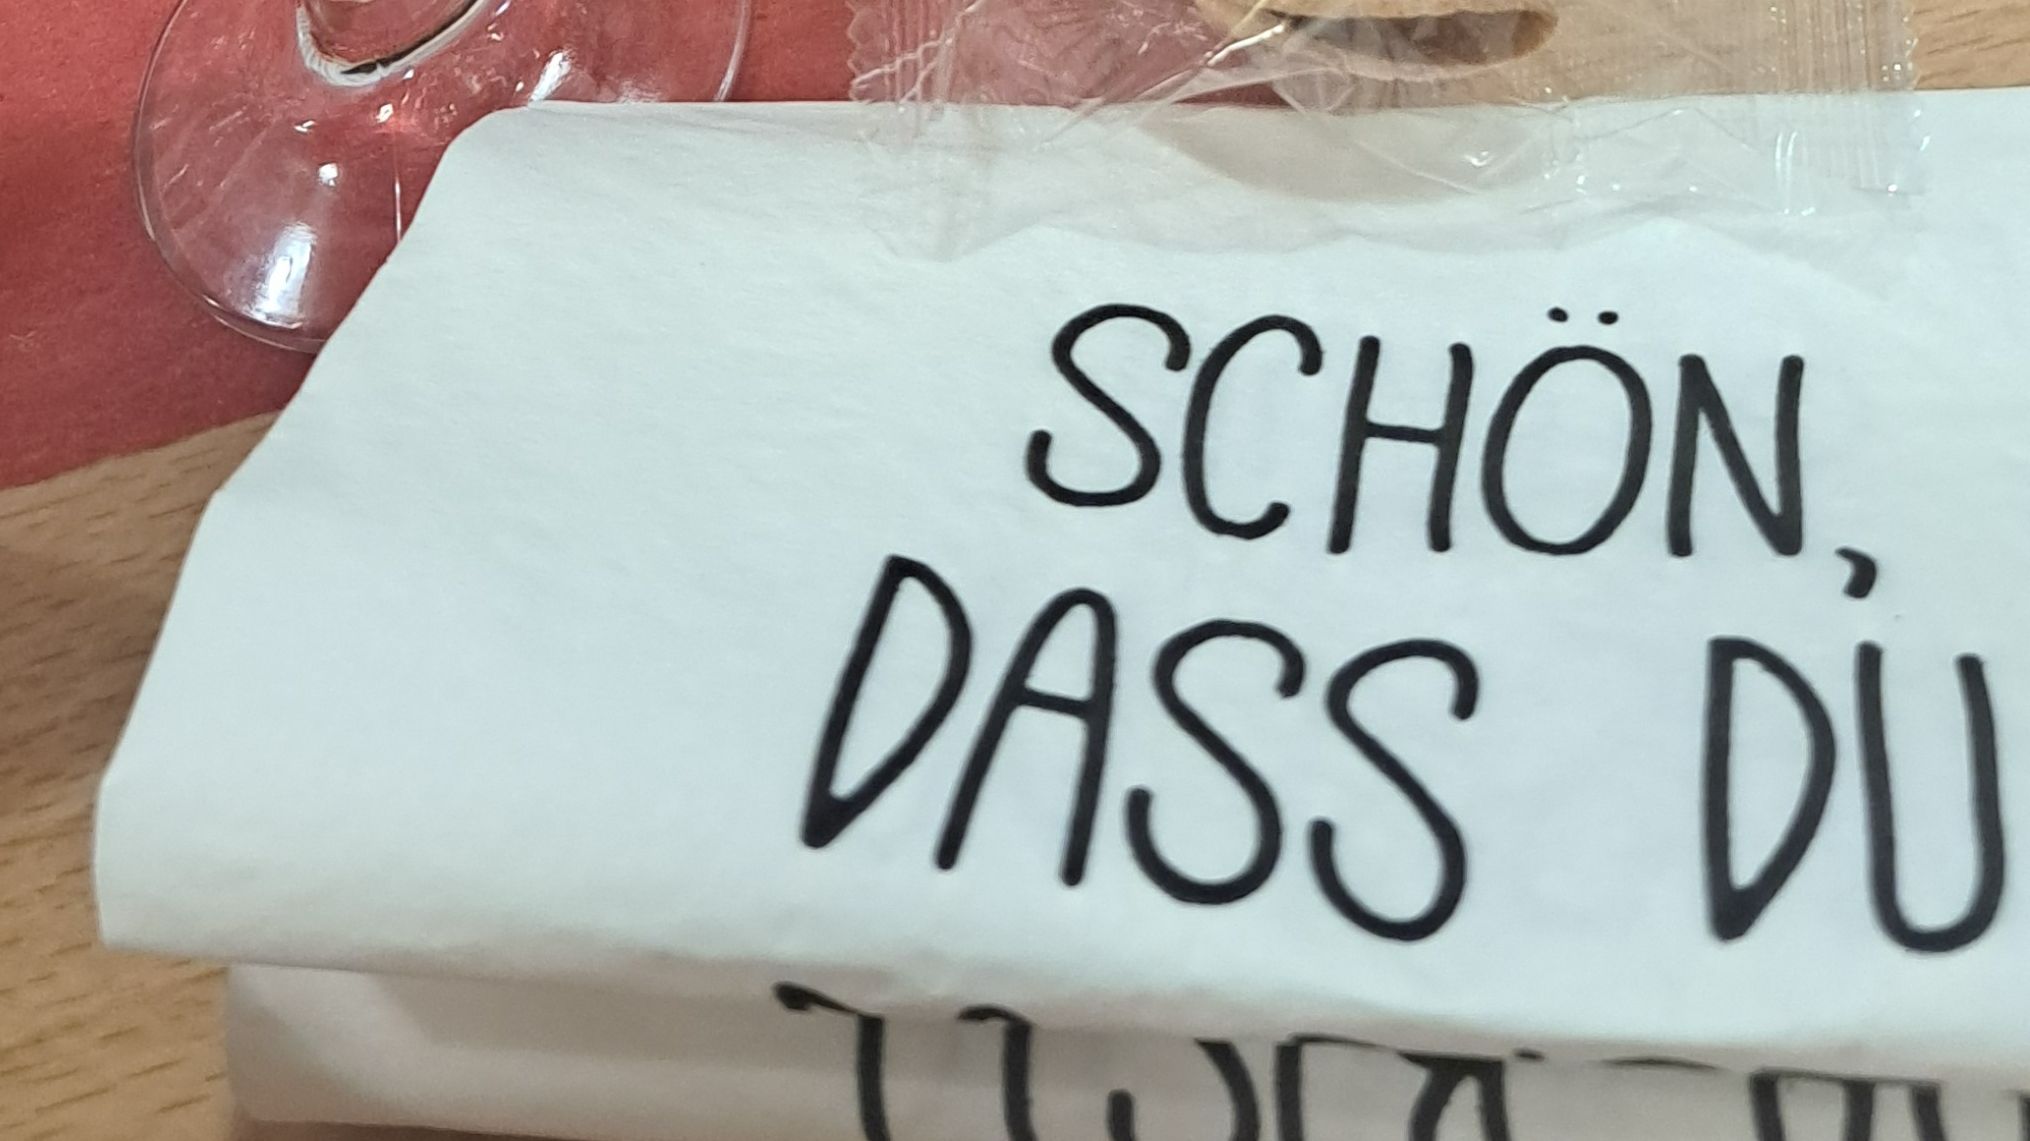 SCHÖN,
DASS DU